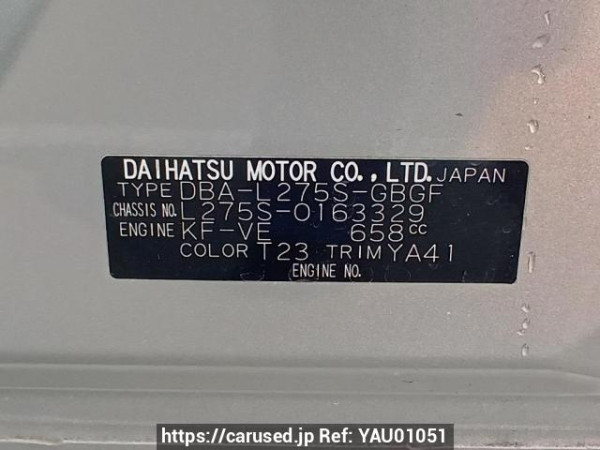 DAIHATSU MOTOR CO., LTD. JAPAN
TYPE DBA-L275S-GBGF
CHASSIS NO. L275S-0163329
ENGINE KF-VE 658cc
COLOR T23 TRIM YA41
ENGINE NO.
https://carused.jp Ref: YAU01051